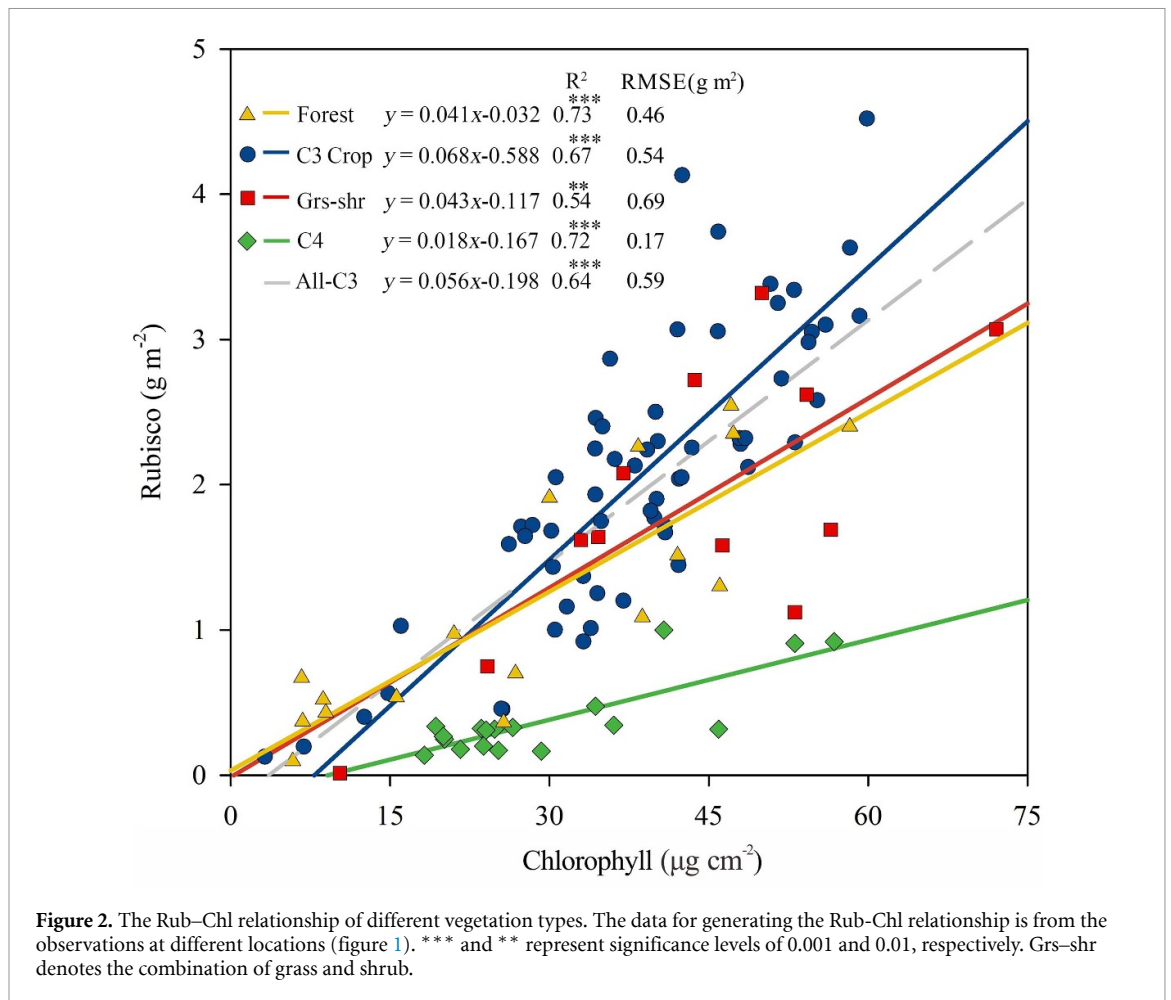 5
4
3
2
1
0
Rubisco (g m⁻²)
R² RMSE(g m²)
Forest y = 0.041x-0.032 0.73*** 0.46
C3 Crop y = 0.068x-0.588 0.67*** 0.54
Grs-shr y = 0.043x-0.117 0.54** 0.69
C4 y = 0.018x-0.167 0.72*** 0.17
All-C3 y = 0.056x-0.198 0.64*** 0.59
0 15 30 45 60 75
Chlorophyll (μg cm⁻²)
Figure 2. The Rub–Chl relationship of different vegetation types. The data for generating the Rub-Chl relationship is from the
observations at different locations (figure 1). *** and ** represent significance levels of 0.001 and 0.01, respectively. Grs–shr
denotes the combination of grass and shrub.